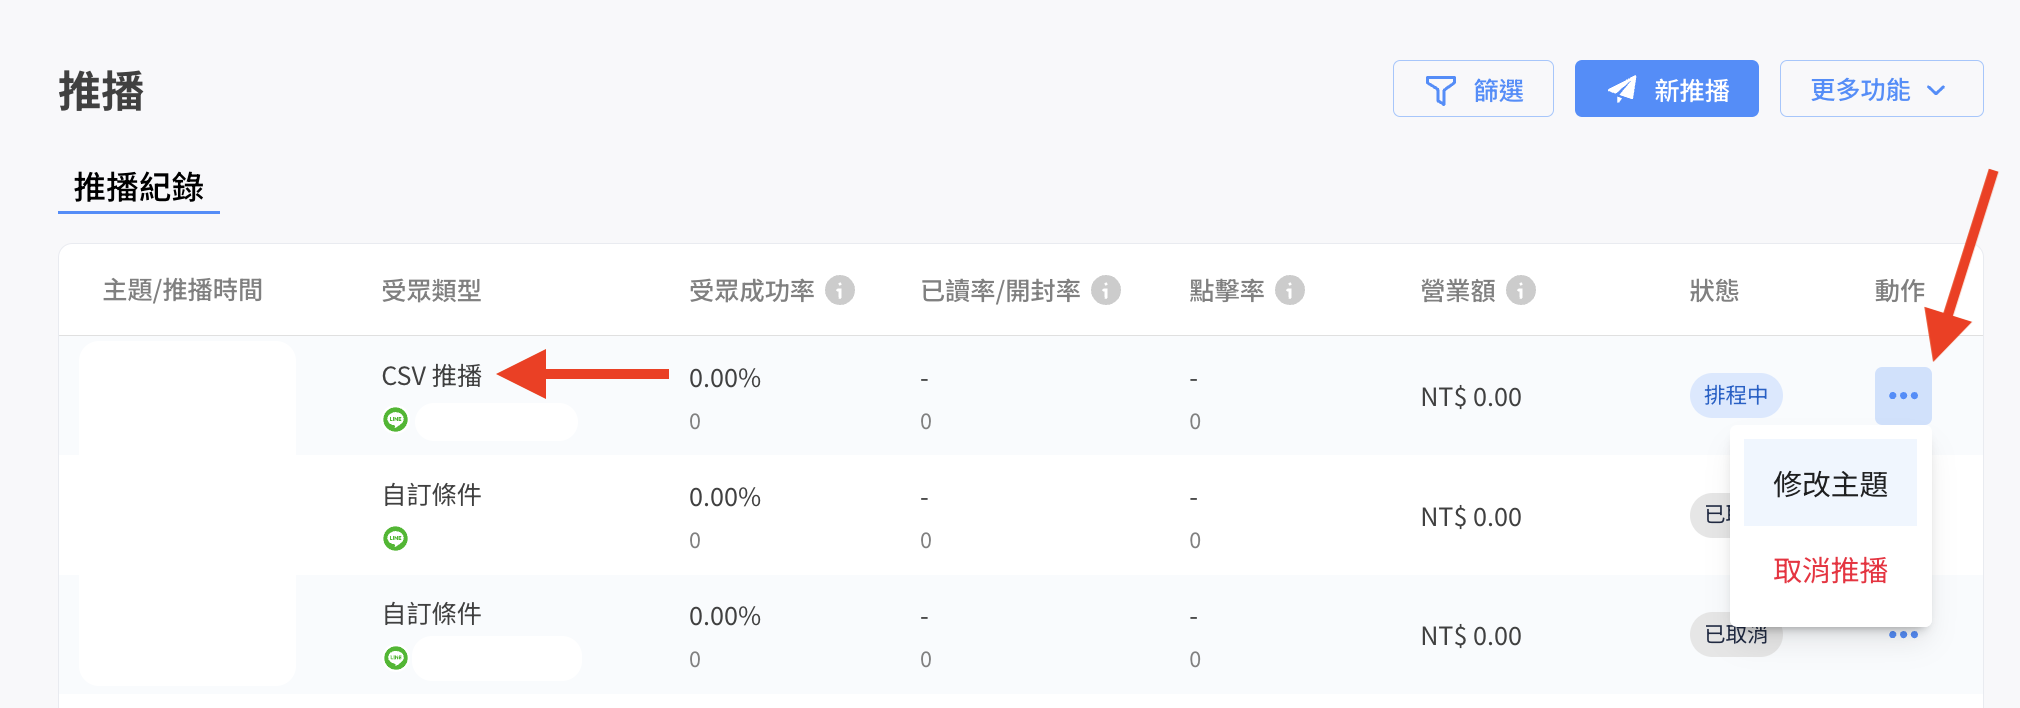 推播
篩選
新推播
更多功能
推播紀錄
主題/推播時間
受眾類型
受眾成功率
已讀率/開封率
點擊率
營業額
狀態
動作
CSV 推播
0.00%
-
-
NT$ 0.00
排程中
LINE
0
0
0
修改主題
取消推播
自訂條件
0.00%
-
-
NT$ 0.00
已
LINE
0
0
0
自訂條件
0.00%
-
-
NT$ 0.00
已取消
LINE
0
0
0